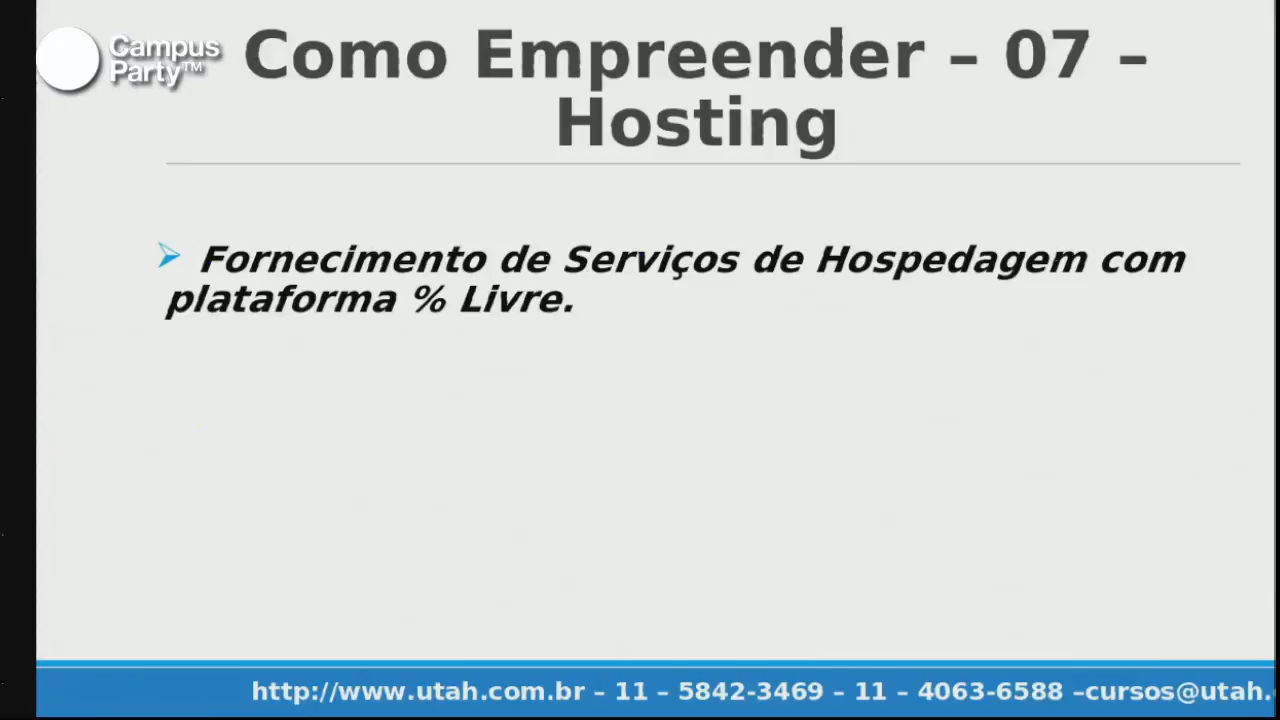 Campus
Party™
Como Empreender – 07 –
Hosting
Fornecimento de Serviços de Hospedagem com
plataforma % Livre.
http://www.utah.com.br – 11 – 5842-3469 – 11 – 4063-6588 –cursos@utah.